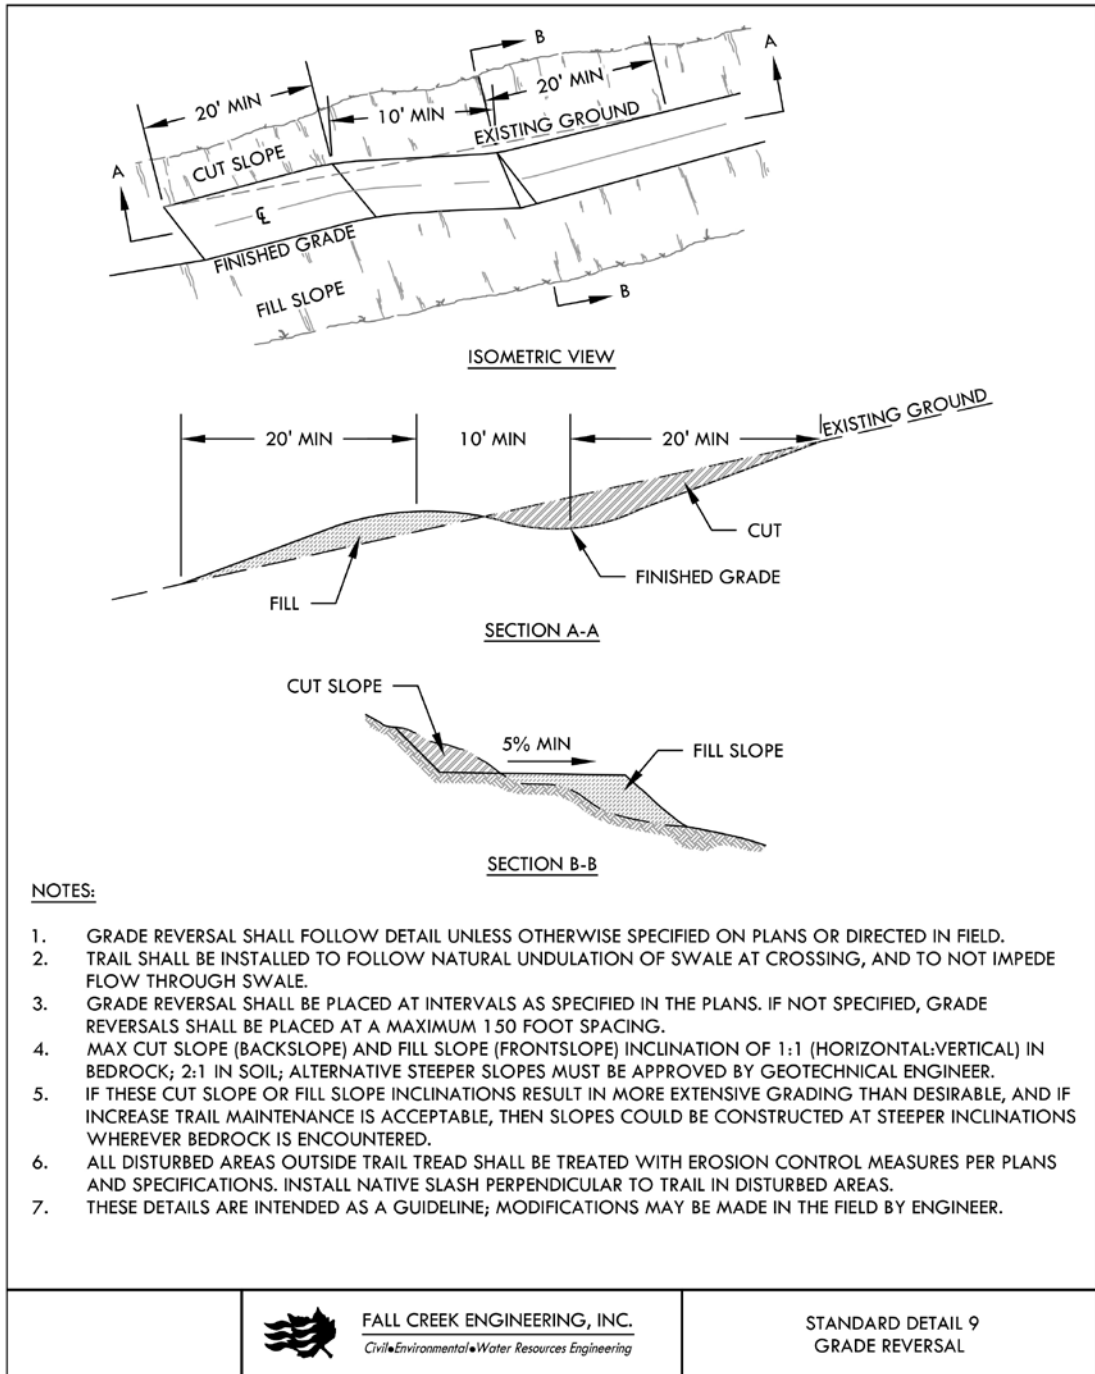 B
A
20' MIN
20' MIN
10' MIN
EXISTING GROUND
CUT SLOPE
A
℄
FINISHED GRADE
FILL SLOPE
B
ISOMETRIC VIEW
EXISTING GROUND
20' MIN
10' MIN
20' MIN
CUT
FINISHED GRADE
FILL
SECTION A-A
CUT SLOPE
5% MIN
FILL SLOPE
SECTION B-B
NOTES:
1. GRADE REVERSAL SHALL FOLLOW DETAIL UNLESS OTHERWISE SPECIFIED ON PLANS OR DIRECTED IN FIELD.
2. TRAIL SHALL BE INSTALLED TO FOLLOW NATURAL UNDULATION OF SWALE AT CROSSING, AND TO NOT IMPEDE
FLOW THROUGH SWALE.
3. GRADE REVERSAL SHALL BE PLACED AT INTERVALS AS SPECIFIED IN THE PLANS. IF NOT SPECIFIED, GRADE
REVERSALS SHALL BE PLACED AT A MAXIMUM 150 FOOT SPACING.
4. MAX CUT SLOPE (BACKSLOPE) AND FILL SLOPE (FRONTSLOPE) INCLINATION OF 1:1 (HORIZONTAL:VERTICAL) IN
BEDROCK; 2:1 IN SOIL; ALTERNATIVE STEEPER SLOPES MUST BE APPROVED BY GEOTECHNICAL ENGINEER.
5. IF THESE CUT SLOPE OR FILL SLOPE INCLINATIONS RESULT IN MORE EXTENSIVE GRADING THAN DESIRABLE, AND IF
INCREASE TRAIL MAINTENANCE IS ACCEPTABLE, THEN SLOPES COULD BE CONSTRUCTED AT STEEPER INCLINATIONS
WHEREVER BEDROCK IS ENCOUNTERED.
6. ALL DISTURBED AREAS OUTSIDE TRAIL TREAD SHALL BE TREATED WITH EROSION CONTROL MEASURES PER PLANS
AND SPECIFICATIONS. INSTALL NATIVE SLASH PERPENDICULAR TO TRAIL IN DISTURBED AREAS.
7. THESE DETAILS ARE INTENDED AS A GUIDELINE; MODIFICATIONS MAY BE MADE IN THE FIELD BY ENGINEER.
FALL CREEK ENGINEERING, INC.
Civil•Environmental•Water Resources Engineering
STANDARD DETAIL 9
GRADE REVERSAL